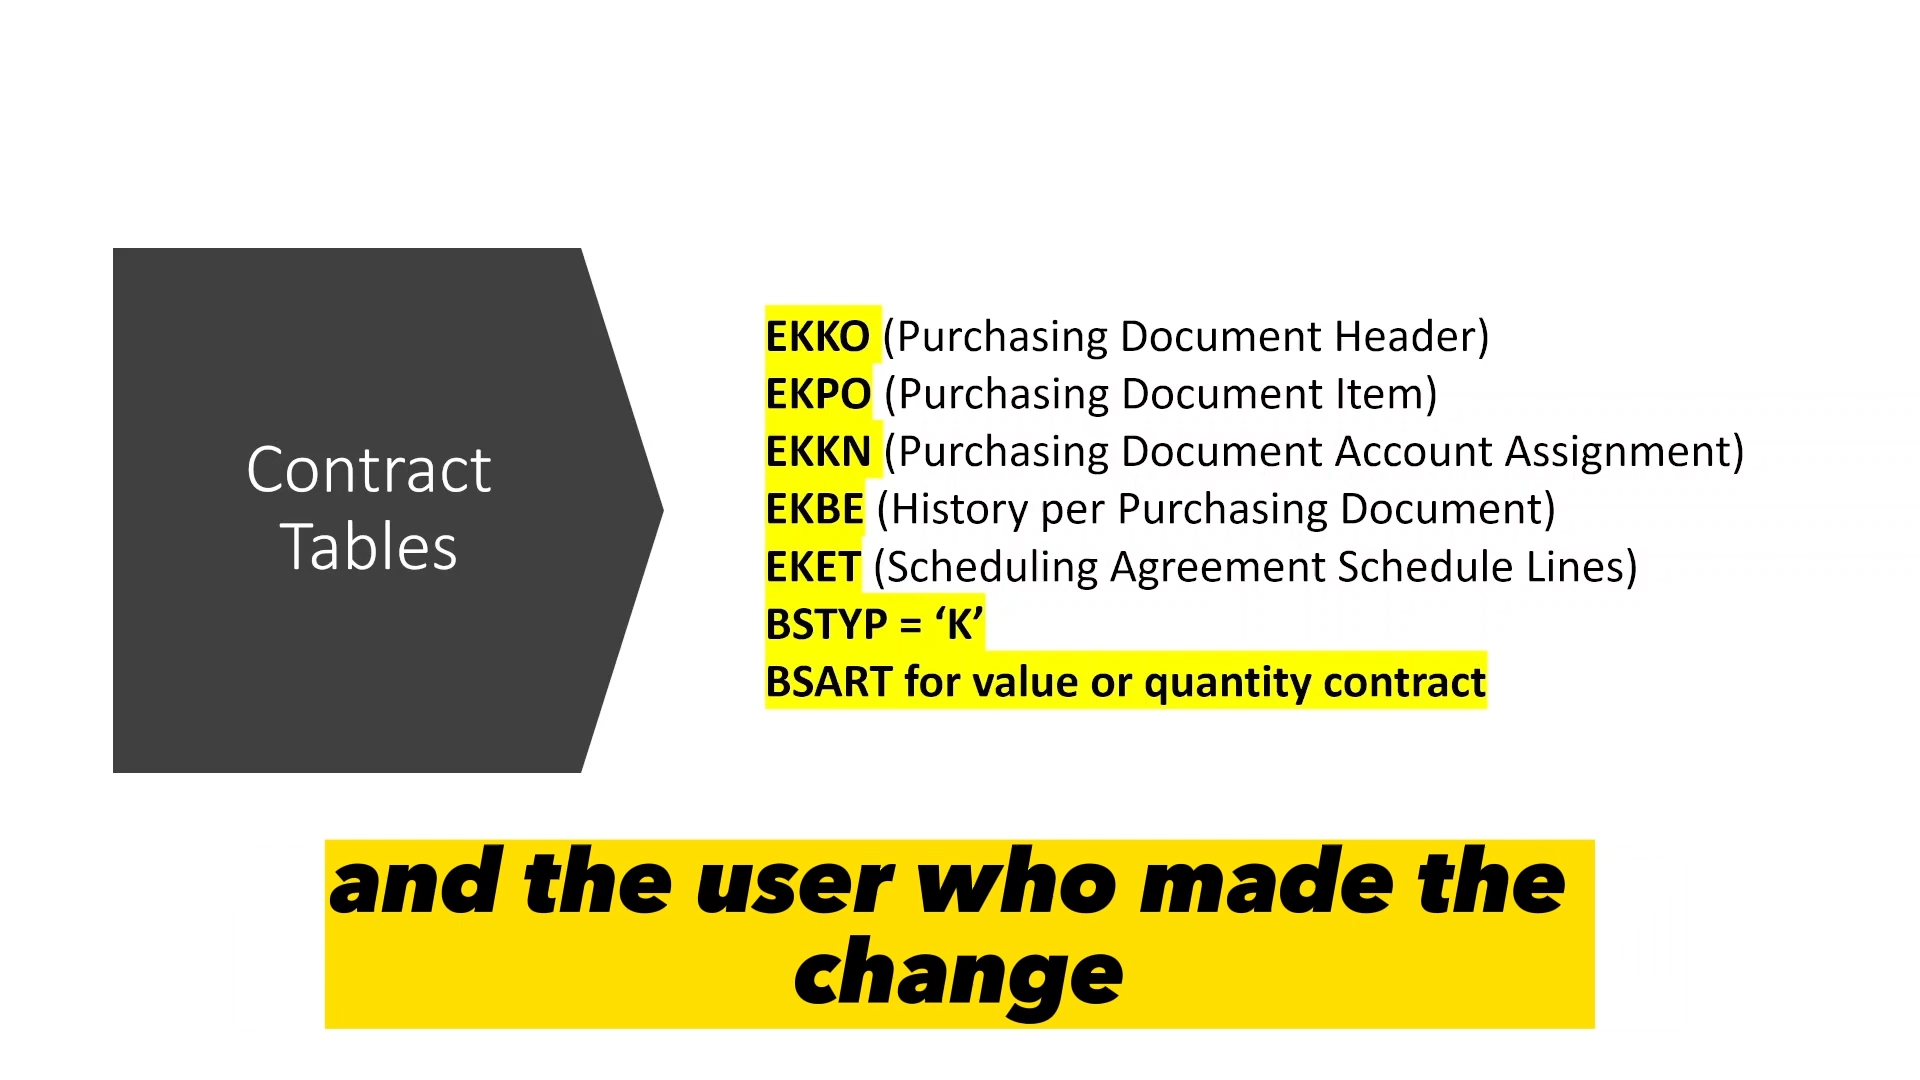 Contract
Tables
EKKO (Purchasing Document Header)
EKPO (Purchasing Document Item)
EKKN (Purchasing Document Account Assignment)
EKBE (History per Purchasing Document)
EKET (Scheduling Agreement Schedule Lines)
BSTYP = ‘K’
BSART for value or quantity contract
and the user who made the
change